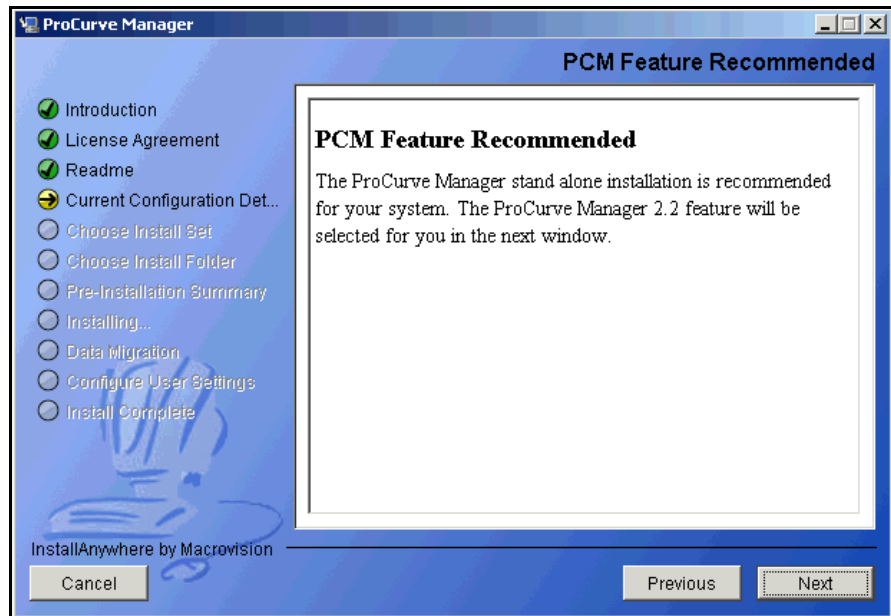 ProCurve Manager
PCM Feature Recommended
Introduction
License Agreement
Readme
Current Configuration Det...
Choose Install Set
Choose Install Folder
Pre-Installation Summary
Installing...
Data Migration
Configure User Settings
Install Complete
PCM Feature Recommended
The ProCurve Manager stand alone installation is recommended
for your system. The ProCurve Manager 2.2 feature will be
selected for you in the next window.
InstallAnywhere by Macrovision
Cancel
Previous
Next